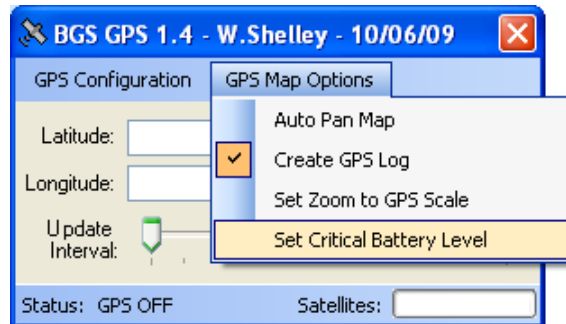 BGS GPS 1.4 - W.Shelley - 10/06/09
GPS Configuration GPS Map Options
Auto Pan Map
Latitude:
Create GPS Log
Longitude:
Set Zoom to GPS Scale
Update
Interval:
Set Critical Battery Level
Status: GPS OFF Satellites: